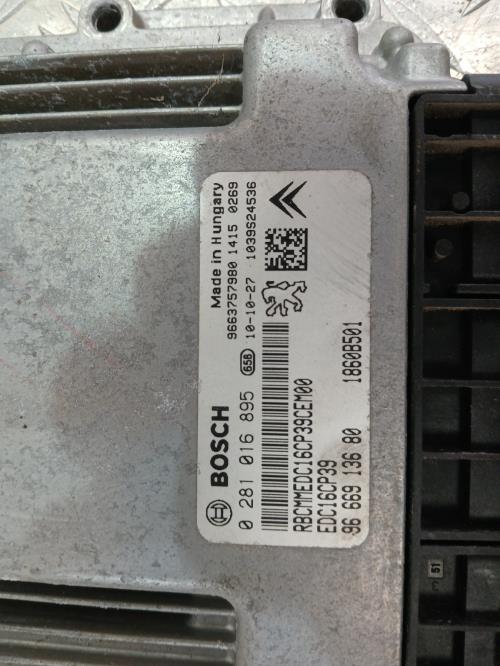 BOSCH
0 281 016 895
658
Made in Hungary
9663757980 1415 0269
10-10-27 1039S24536
RBCMMEDC16CP39CEM00
EDC16CP39
96 669 136 80 1860B501
51